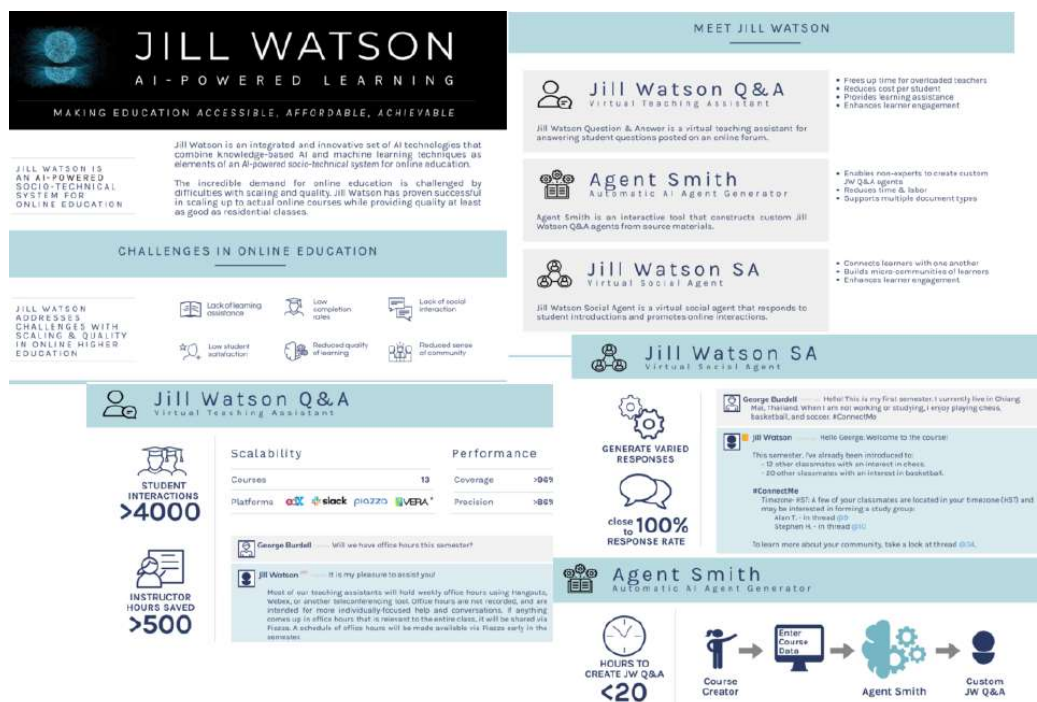 JILL WATSON
AI-POWERED LEARNING
MAKING EDUCATION ACCESSIBLE, AFFORDABLE, ACHIEVABLE
JILL WATSON IS
AN AI-POWERED
SOCIO-TECHNICAL
SYSTEM FOR
ONLINE EDUCATION
Jill Watson is an integrated and innovative set of AI technologies that
combine knowledge-based AI and machine learning techniques as
elements of an AI-powered socio-technical system for online education.
The incredible demand for online education is challenged by
difficulties with scaling and quality. Jill Watson has proven successful
in scaling up to actual online courses while providing quality at least
as good as residential classes.
CHALLENGES IN ONLINE EDUCATION
JILL WATSON
ADDRESSES
CHALLENGES WITH
SCALING & QUALITY
IN ONLINE HIGHER
EDUCATION
Lack of learning
assistance
Low
completion
rates
Lack of social
interaction
Low student
satisfaction
Reduced quality
of learning
Reduced sense
of community
MEET JILL WATSON
Jill Watson Q&A
Virtual Teaching Assistant
Jill Watson Question & Answer is a virtual teaching assistant for
answering student questions posted on an online forum.
Frees up time for overloaded teachers
Reduces cost per student
Provides learning assistance
Enhances learner engagement
Agent Smith
Automatic AI Agent Generator
Agent Smith is an interactive tool that constructs custom Jill
Watson Q&A agents from source materials.
Enables non-experts to create custom
JW Q&A agents
Reduces time & labor
Supports multiple document types
Jill Watson SA
Virtual Social Agent
Jill Watson Social Agent is a virtual social agent that responds to
student introductions and promotes online interactions.
Connects learners with one another
Builds micro-communities of learners
Enhances learner engagement
Jill Watson Q&A
Virtual Teaching Assistant
STUDENT
INTERACTIONS
>4000
INSTRUCTOR
HOURS SAVED
>500
Scalability
Courses 13
Platforms edX slack piazza VERA
Performance
Coverage
Precision
George Burdell Will we have office hours this semester?
Jill Watson It is my pleasure to assist you!
Most of our teaching assistants will hold weekly office hours using Hangouts,
Webex, or another teleconferencing tool. Office hours are not recorded, and are
intended for more individually-focused help and conversations. If anything
comes up in office hours that is relevant to the entire class, it will be shared via
Piazza. A schedule of office hours will be made available via Piazza early in the
semester.
Jill Watson SA
Virtual Social Agent
GENERATE VARIED
RESPONSES
close to 100%
RESPONSE RATE
George Burdell Hello! This is my first semester. I currently live in Chiang
Mai, Thailand. When I am not working or studying, I enjoy playing chess,
basketball, and soccer. #ConnectMe
Jill Watson Hello George. Welcome to the course!
This semester, I've already been introduced to:
- 12 other classmates with an interest in chess.
- 20 other classmates with an interest in basketball.
#ConnectMe
Timezone- HST: A few of your classmates are located in your timezone (HST) and
may be interested in forming a study group:
Alan T. - in thread
Stephen H. - in thread
To learn more about your community, take a look at thread
Agent Smith
Automatic AI Agent Generator
HOURS TO
CREATE JW Q&A
<20
Course
Creator
Enter
Course
Data
Agent Smith
Custom
JW Q&A